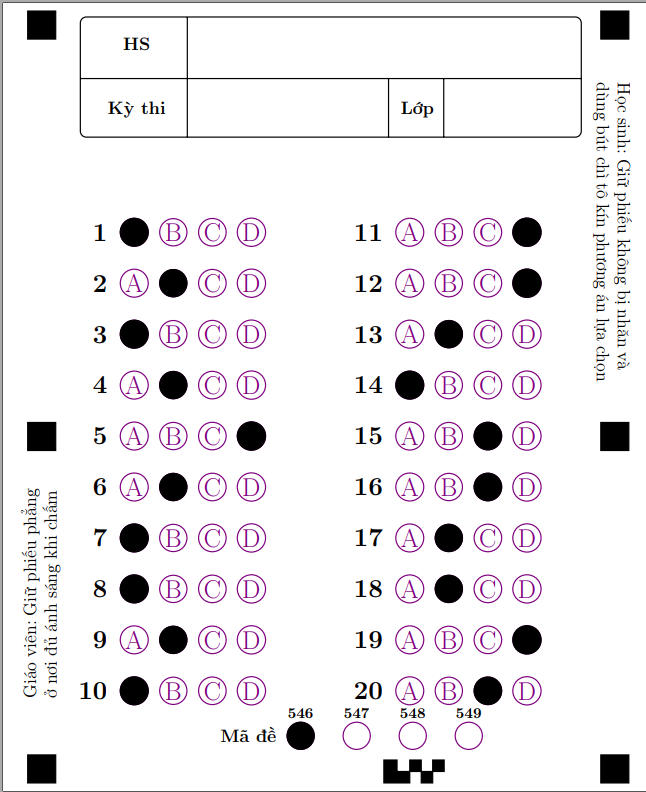 HS
Kỳ thi Lớp
Học sinh: Giữ phiếu không bị nhăn và
dùng bút chì tô kín phương án lựa chọn
1 B C D
2 A C D
3 B C D
4 A C D
5 A B C
6 A C D
7 B C D
8 B C D
9 A C D
10 B C D
11 A B C
12 A B C
13 A C D
14 B C D
15 A B D
16 A B D
17 A C D
18 A C D
19 A B C
20 A B D
Giáo viên: Giữ phiếu phẳng
ở nơi đủ ánh sáng khi chấm
546 547 548 549
Mã đề